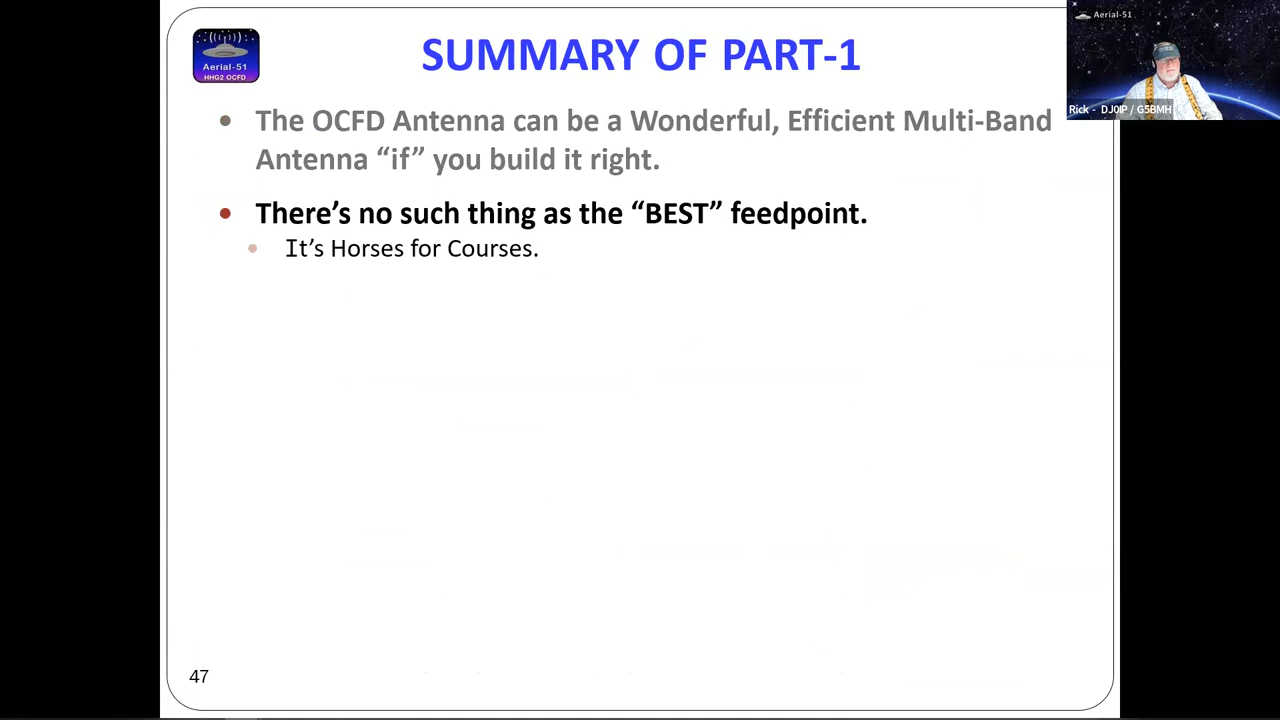 SUMMARY OF PART-1
Aerial-51
HHG2 OCFD
Aerial-51
Rick - DJ0IP / G5BMH
• The OCFD Antenna can be a Wonderful, Efficient Multi-Band
Antenna “if” you build it right.
• There’s no such thing as the “BEST” feedpoint.
• It’s Horses for Courses.
47